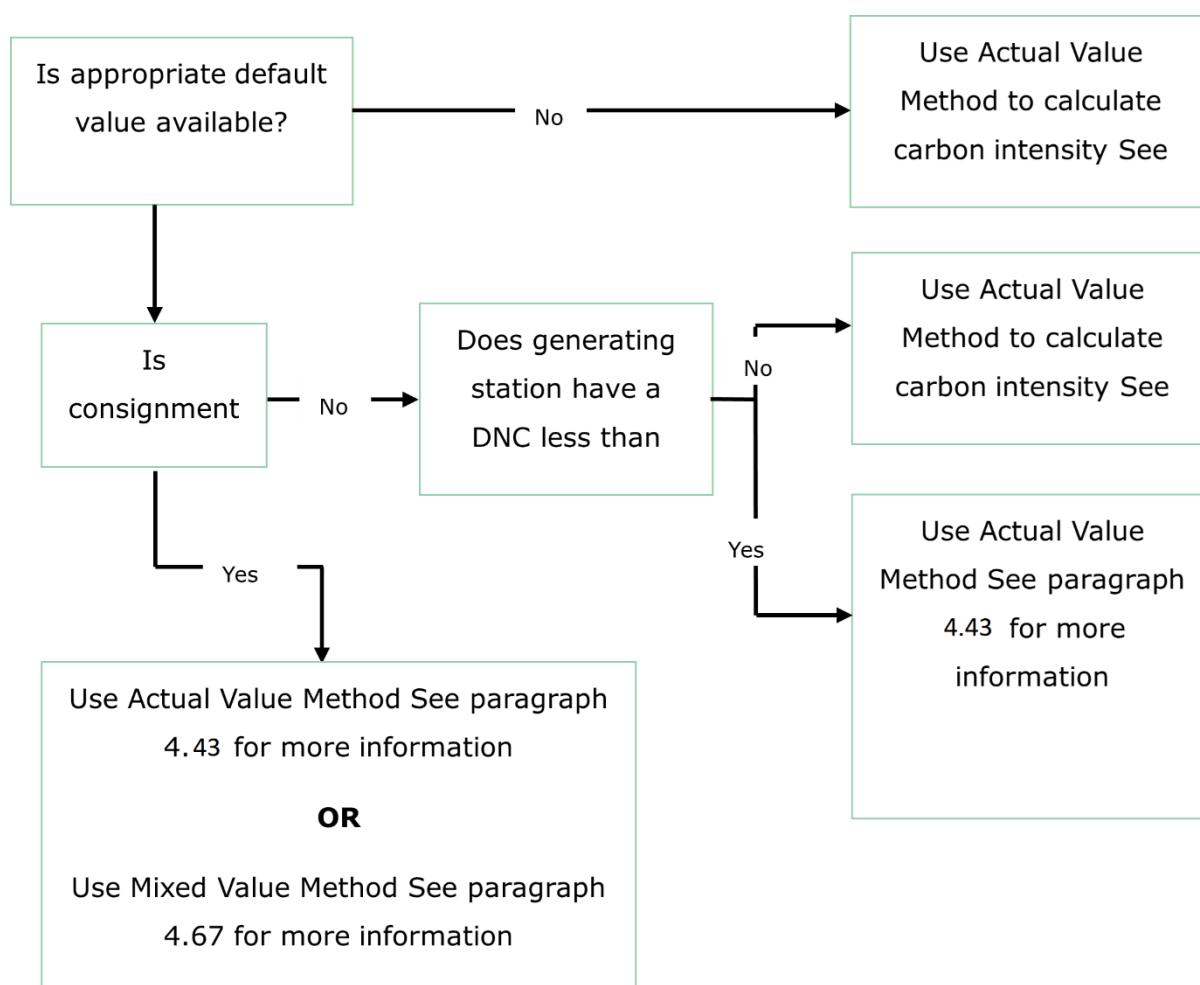 Is appropriate default
value available?
No
Use Actual Value
Method to calculate
carbon intensity See
Is
consignment
No
Does generating
station have a
DNC less than
No
Use Actual Value
Method to calculate
carbon intensity See
Yes
Use Actual Value
Method See paragraph
4.43 for more
information
Yes
Use Actual Value Method See paragraph
4.43 for more information
OR
Use Mixed Value Method See paragraph
4.67 for more information